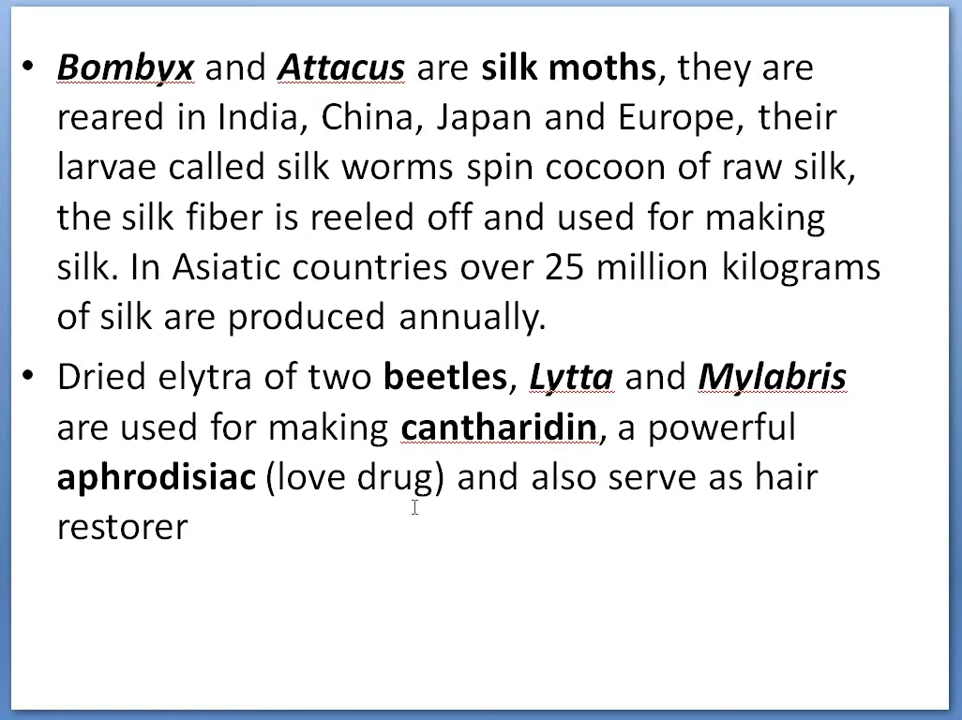 • Bombyx and Attacus are silk moths, they are
reared in India, China, Japan and Europe, their
larvae called silk worms spin cocoon of raw silk,
the silk fiber is reeled off and used for making
silk. In Asiatic countries over 25 million kilograms
of silk are produced annually.
• Dried elytra of two beetles, Lytta and Mylabris
are used for making cantharidin, a powerful
aphrodisiac (love drug) and also serve as hair
restorer